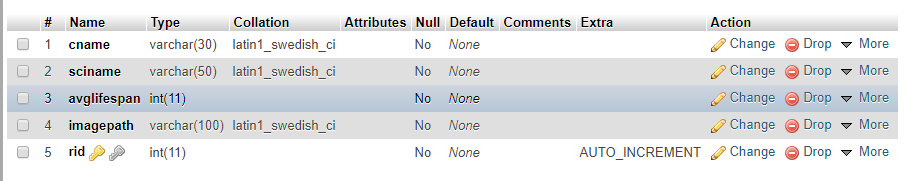 # Name Type Collation Attributes Null Default Comments Extra Action
1 cname varchar(30) latin1_swedish_ci No None Change Drop More
2 sciname varchar(50) latin1_swedish_ci No None Change Drop More
3 avglifespan int(11) No None Change Drop More
4 imagepath varchar(100) latin1_swedish_ci No None Change Drop More
5 rid int(11) No None AUTO_INCREMENT Change Drop More